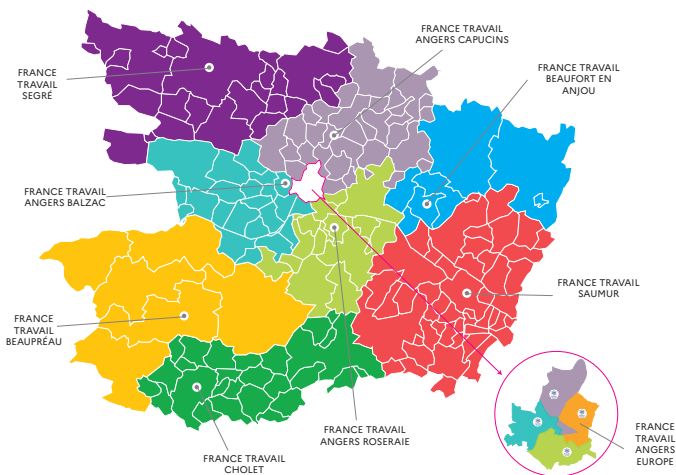 FRANCE TRAVAIL
ANGERS CAPUCINS
FRANCE
TRAVAIL
SEGRÉ
FRANCE TRAVAIL
BEAUFORT EN
ANJOU
FRANCE TRAVAIL
ANGERS BALZAC
FRANCE TRAVAIL
SAUMUR
FRANCE
TRAVAIL
BEAUPRÉAU
FRANCE TRAVAIL
ANGERS ROSERAIE
FRANCE
TRAVAIL
ANGERS
EUROPE
FRANCE TRAVAIL
CHOLET